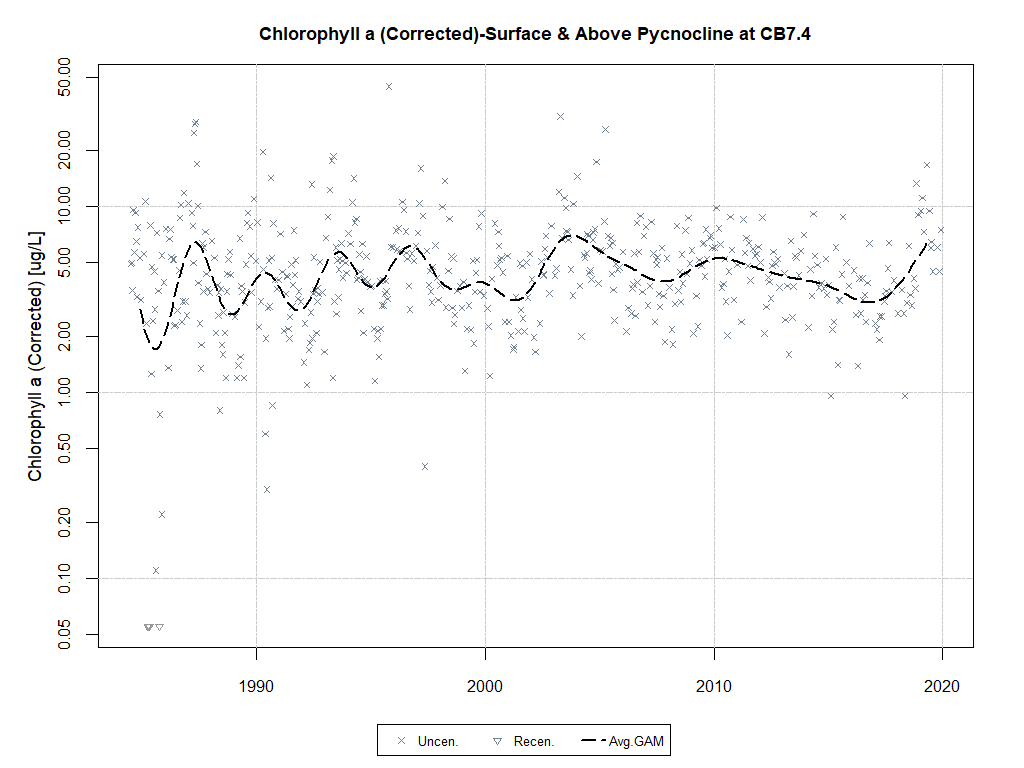 Chlorophyll a (Corrected)-Surface & Above Pycnocline at CB7.4
Chlorophyll a (Corrected) [ug/L]
50.00
20.00
10.00
5.00
2.00
1.00
0.50
0.20
0.10
0.05
1990 2000 2010 2020
Uncen. Recen. Avg.GAM